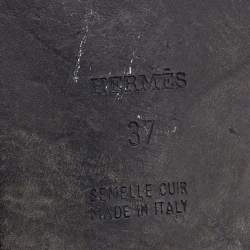 HERMÈS
37
SEMELLE CUIR
MADE IN ITALY